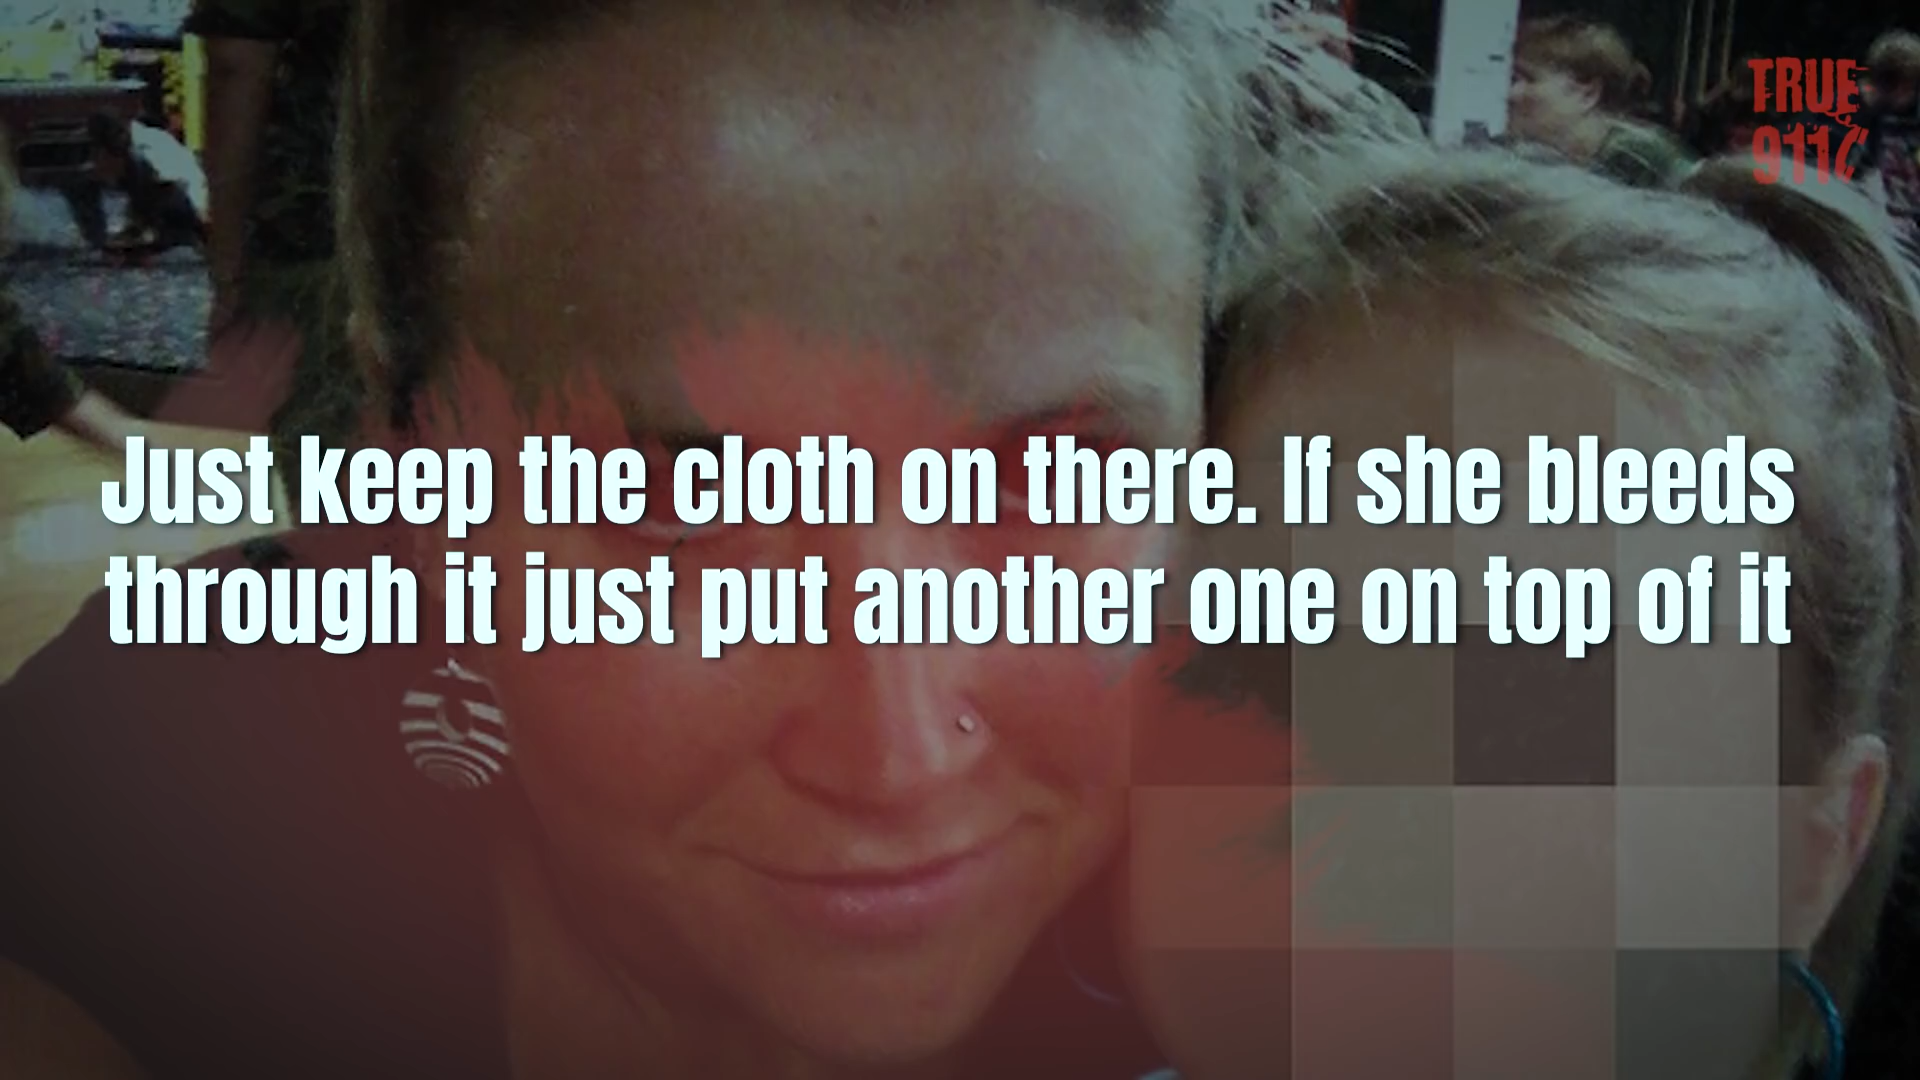 TRUE
911
Just keep the cloth on there. If she bleeds
through it just put another one on top of it